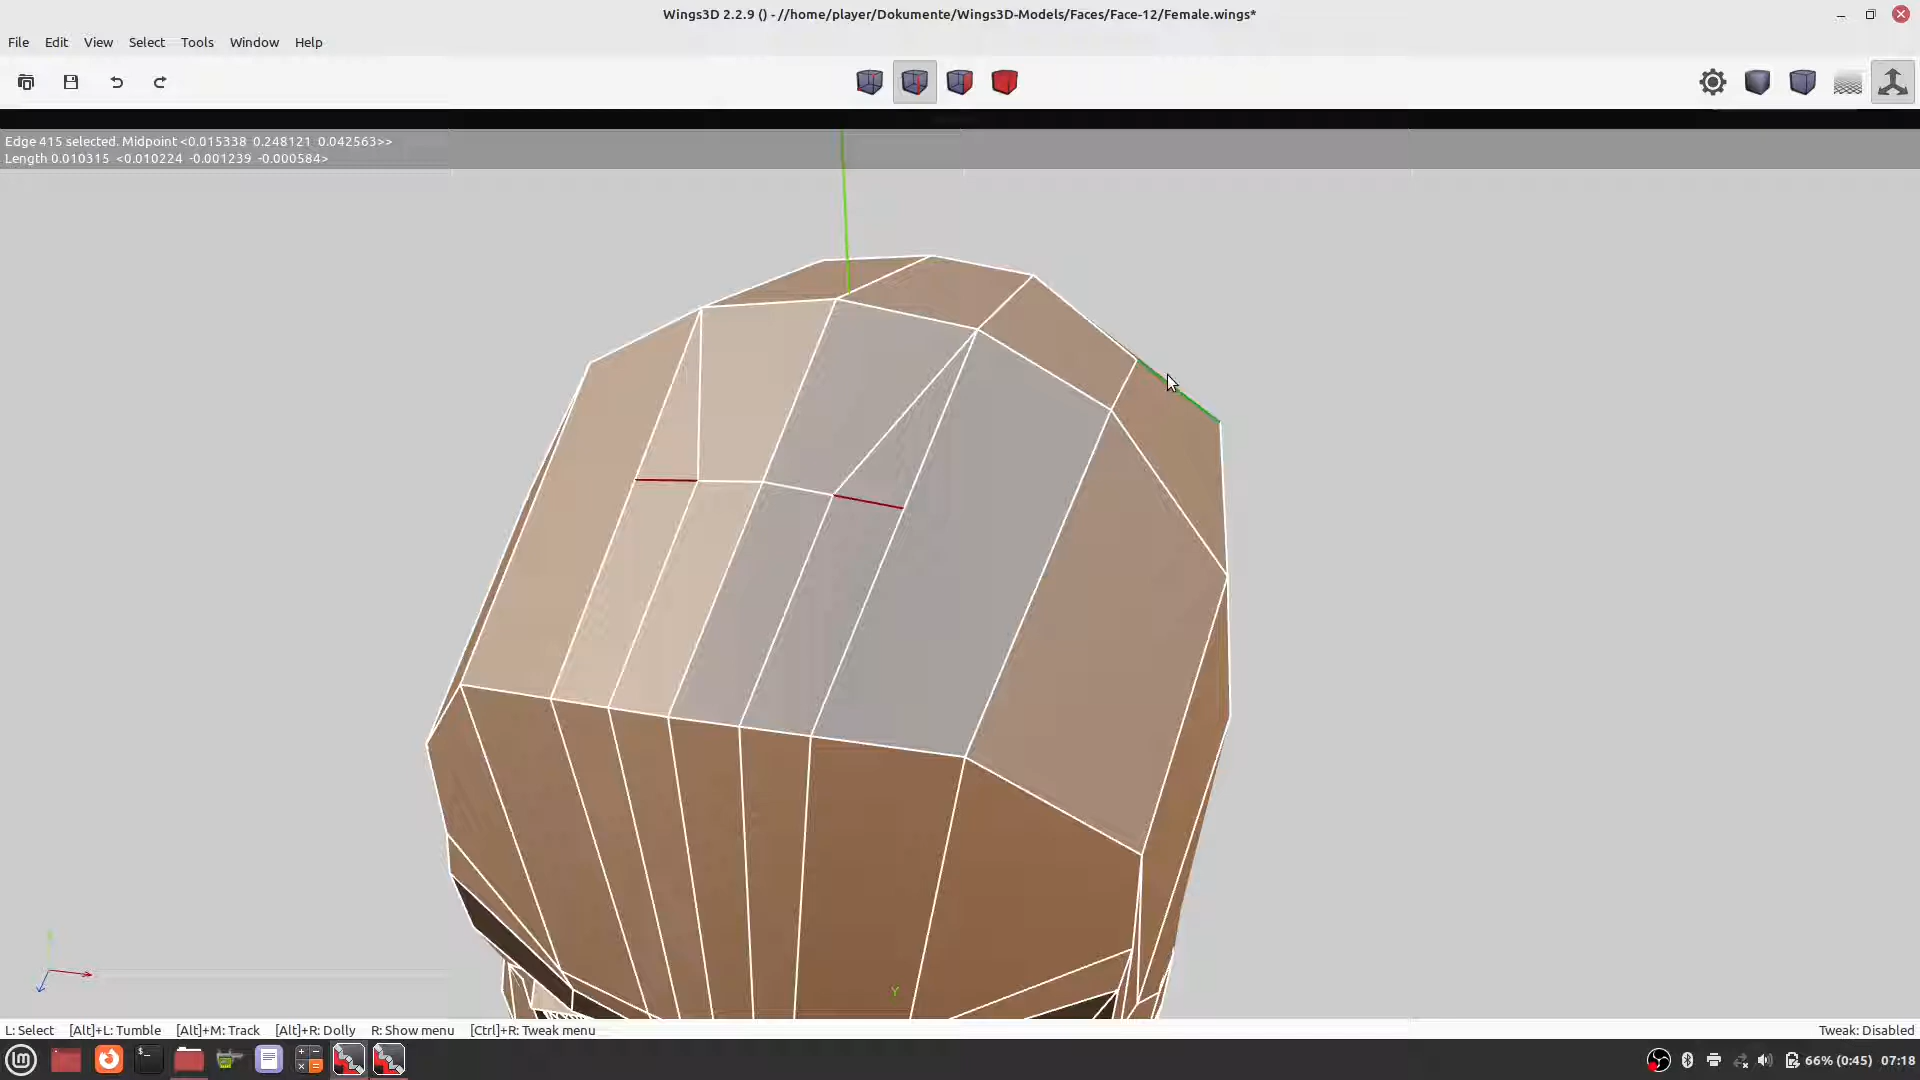 Wings3D 2.2.9 () - //home/player/Dokumente/Wings3D-Models/Faces/Face-12/Female.wings*
File Edit View Select Tools Window Help
Edge 415 selected. Midpoint <0.015338 0.248121 0.042563>>
Length 0.010315 <0.010224 -0.001239 -0.000584>
Y
L: Select [Alt]+L: Tumble [Alt]+M: Track [Alt]+R: Dolly R: Show menu [Ctrl]+R: Tweak menu Tweak: Disabled
66% (0:45) 07:18